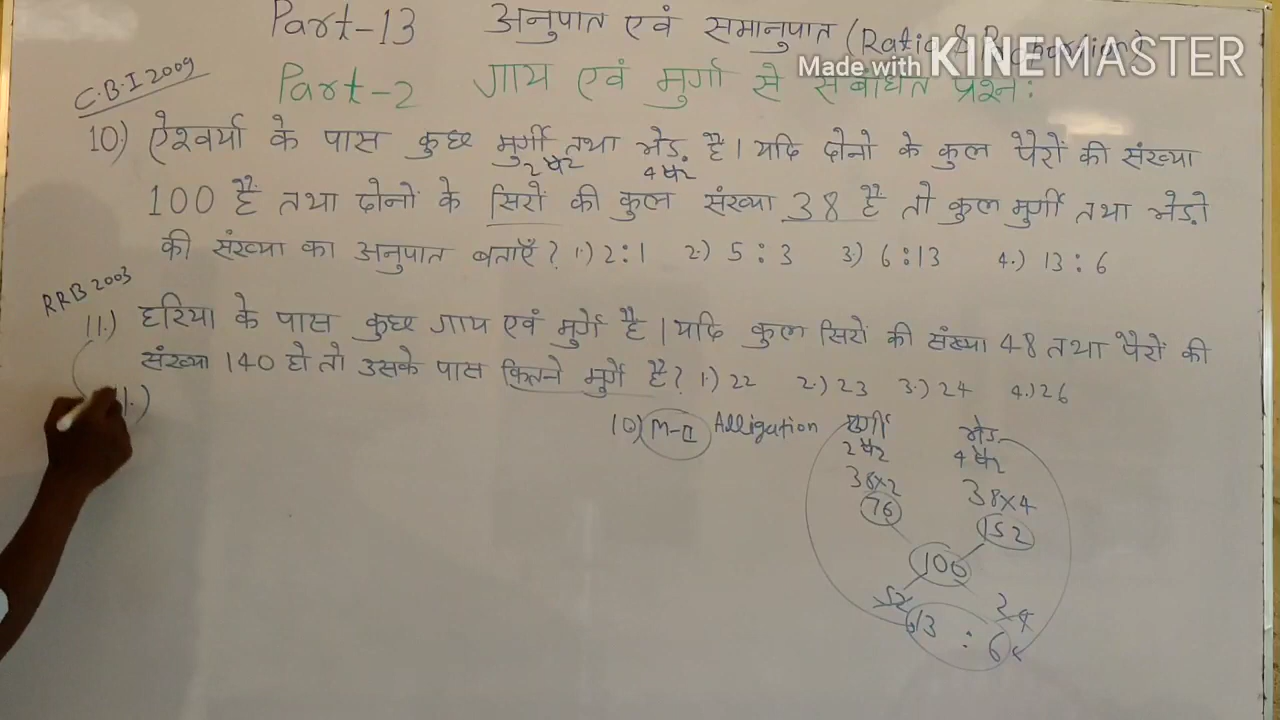 Part-13 अनुपात एवं समानुपात (Ratio &
Made with KINEMASTER
C.B.I 2009
Part-2 गाय एवं मुर्गा से संबंधित प्रश्न:
10.) ऐश्वर्या के पास कुछ मुर्गी तथा भेड़ है। यदि दोनो के कुल पैरों की संख्या
2 पैर 4 पैर
100 है तथा दोनों के सिरों की कुल संख्या 38 है तो कुल मुर्गी तथा भेड़ो
की संख्या का अनुपात बताएँ? 1.) 2:1 2.) 5:3 3.) 6:13 4.) 13:6
RRB 2003
11.) हरिया के पास कुछ गाय एवं मुर्गे है। यदि कुल सिरों की संख्या 48 तथा पैरों की
संख्या 140 हो तो उसके पास कितने मुर्गे है? 1.) 22 2.) 23 3.) 24 4.) 26
1.)
10) M-II Alligation मुर्गी भेड़
2 पैर 4 पैर
38×2 38×4
76 152
100
52 24
13 : 6